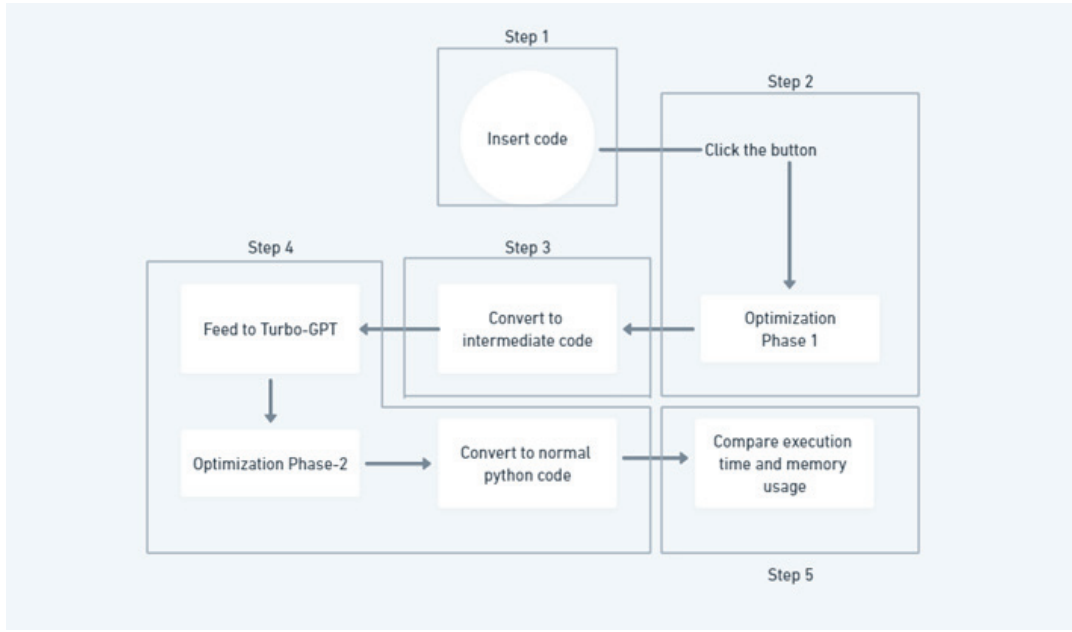 Step 1
Insert code
Step 2
Click the button
Optimization
Phase 1
Step 3
Convert to
intermediate code
Step 4
Feed to Turbo-GPT
Optimization Phase-2
Convert to normal
python code
Compare execution
time and memory
usage
Step 5